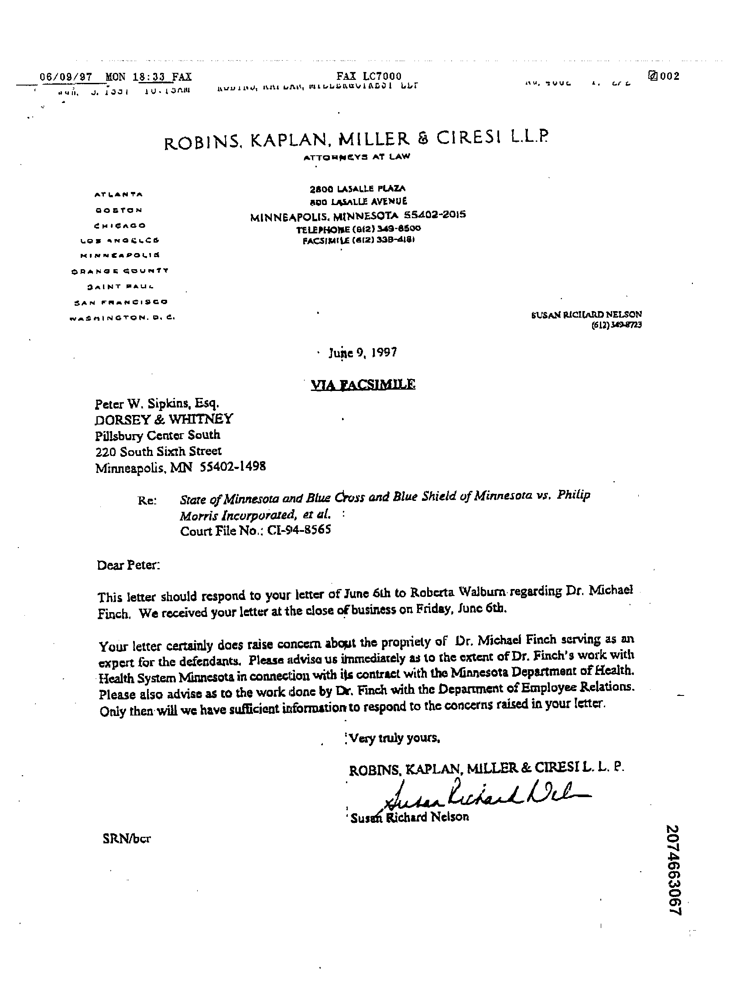 06/09/97 MON 18:33 FAX FAX LC7000 002
ROBINS, KAPLAN, MILLER & CIRESI L.L.P.
ATTORNEYS AT LAW
2800 LASALLE PLAZA
800 LASALLE AVENUE
MINNEAPOLIS, MINNESOTA 55402-2015
TELEPHONE (612) 349-8500
FACSIMILE (612) 339-4181
ATLANTA
BOSTON
CHICAGO
LOS ANGELES
MINNEAPOLIS
ORANGE COUNTY
SAINT PAUL
SAN FRANCISCO
WASHINGTON, D. C.
SUSAN RICHARD NELSON
(612) 349-8723
June 9, 1997
VIA FACSIMILE
Peter W. Sipkins, Esq.
DORSEY & WHITNEY
Pillsbury Center South
220 South Sixth Street
Minneapolis, MN 55402-1498
Re: State of Minnesota and Blue Cross and Blue Shield of Minnesota vs. Philip
Morris Incorporated, et al.
Court File No.: CI-94-8565
Dear Peter:
This letter should respond to your letter of June 6th to Roberta Walburn regarding Dr. Michael
Finch. We received your letter at the close of business on Friday, June 6th.
Your letter certainly does raise concern about the propriety of Dr. Michael Finch serving as an
expert for the defendants. Please advise us immediately as to the extent of Dr. Finch's work with
Health System Minnesota in connection with its contract with the Minnesota Department of Health.
Please also advise as to the work done by Dr. Finch with the Department of Employee Relations.
Only then will we have sufficient information to respond to the concerns raised in your letter.
Very truly yours,
ROBINS, KAPLAN, MILLER & CIRESI L. L. P.
Susan Richard Nel
Susan Richard Nelson
SRN/bcr
2074663067